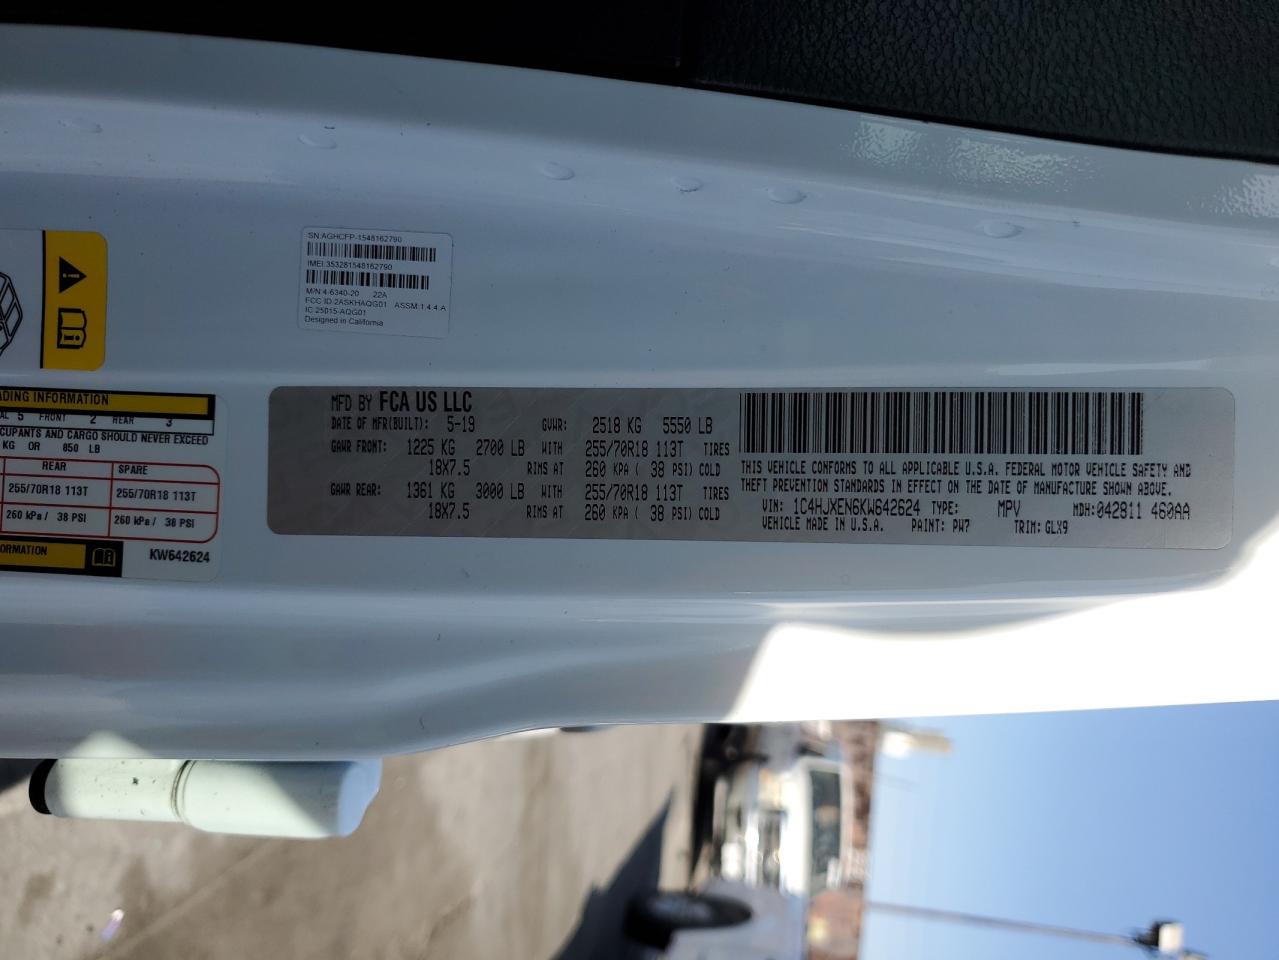 SN:AGHCFP-1548162790
IMEI:353281548162790
M/N:4.6340-20 22A
FCC ID:2ASKHAQG01 ASSM:1.4.4.A
IC:25015-AQG01
Designed in California
ADING INFORMATION
AL 5 FRONT 2 REAR 3
CUPANTS AND CARGO SHOULD NEVER EXCEED
KG OR 850 LB
REAR SPARE
255/70R18 113T 255/70R18 113T
260 kPa / 38 PSI 260 kPa / 38 PSI
ORMATION
KW642624
MFD BY FCA US LLC
DATE OF MFR(BUILT): 5-19 GVWR: 2518 KG 5550 LB
GAWR FRONT: 1225 KG 2700 LB WITH 255/70R18 113T TIRES
18X7.5 RIMS AT 260 KPA ( 38 PSI) COLD
GAWR REAR: 1361 KG 3000 LB WITH 255/70R18 113T TIRES
18X7.5 RIMS AT 260 KPA ( 38 PSI) COLD
THIS VEHICLE CONFORMS TO ALL APPLICABLE U.S.A. FEDERAL MOTOR VEHICLE SAFETY AND
THEFT PREVENTION STANDARDS IN EFFECT ON THE DATE OF MANUFACTURE SHOWN ABOVE.
VIN: 1C4HJXEN6KW642624 TYPE: MPV MDH: 042811 460AA
VEHICLE MADE IN U.S.A. PAINT: PW7 TRIM: GLX9